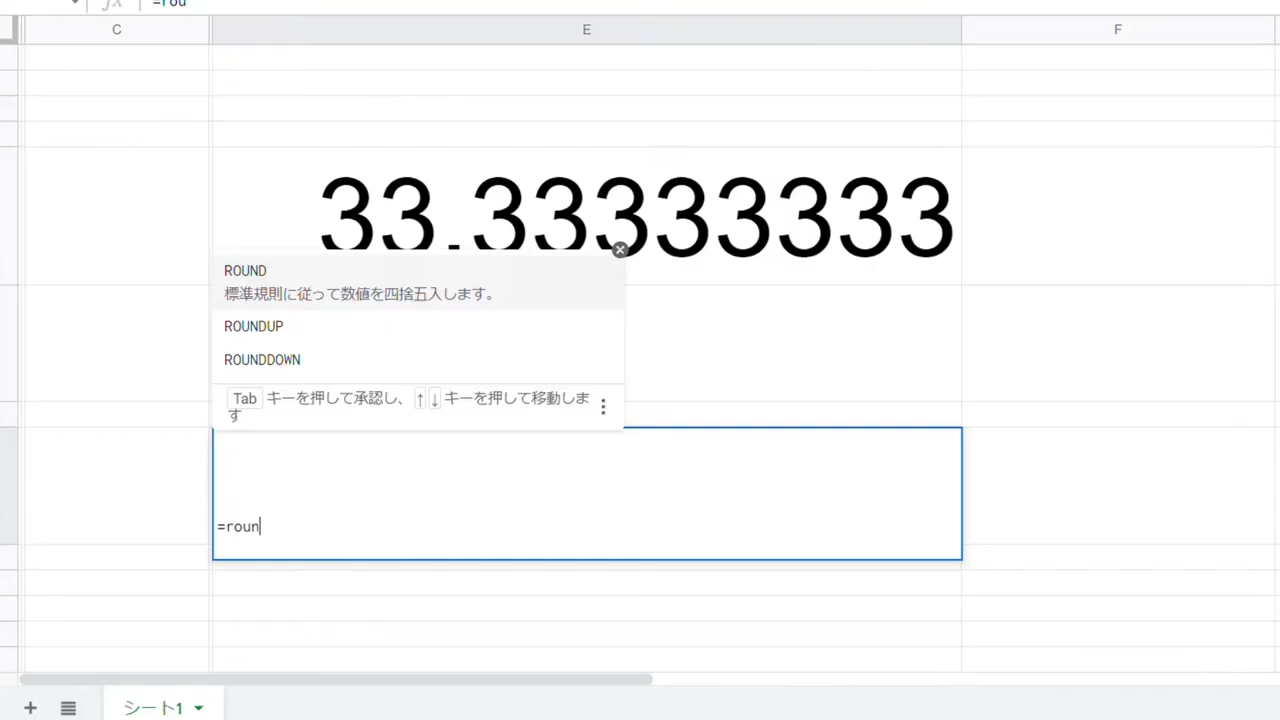 =rou
C E F
33.33333333
ROUND
標準規則に従って数値を四捨五入します。
ROUNDUP
ROUNDDOWN
Tab キーを押して承認し、 ↑ ↓ キーを押して移動しま
す
=roun
シート1